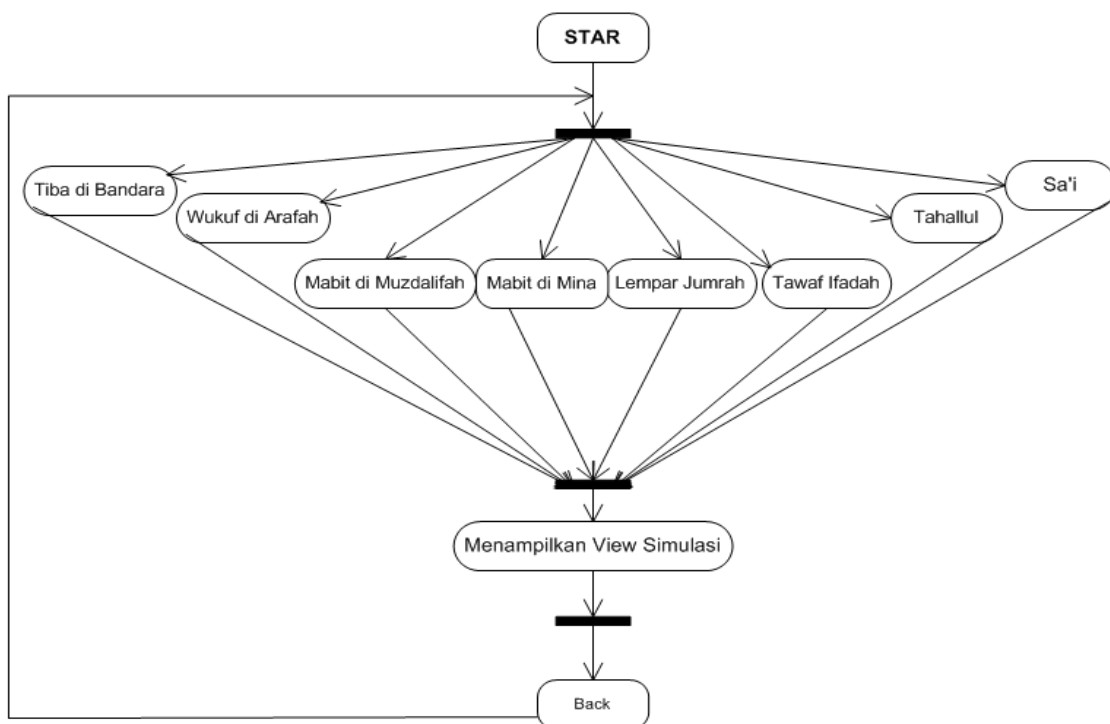 STAR
Tiba di Bandara
Wukuf di Arafah
Mabit di Muzdalifah
Mabit di Mina
Lempar Jumrah
Tawaf Ifadah
Tahallul
Sa'i
Menampilkan View Simulasi
Back